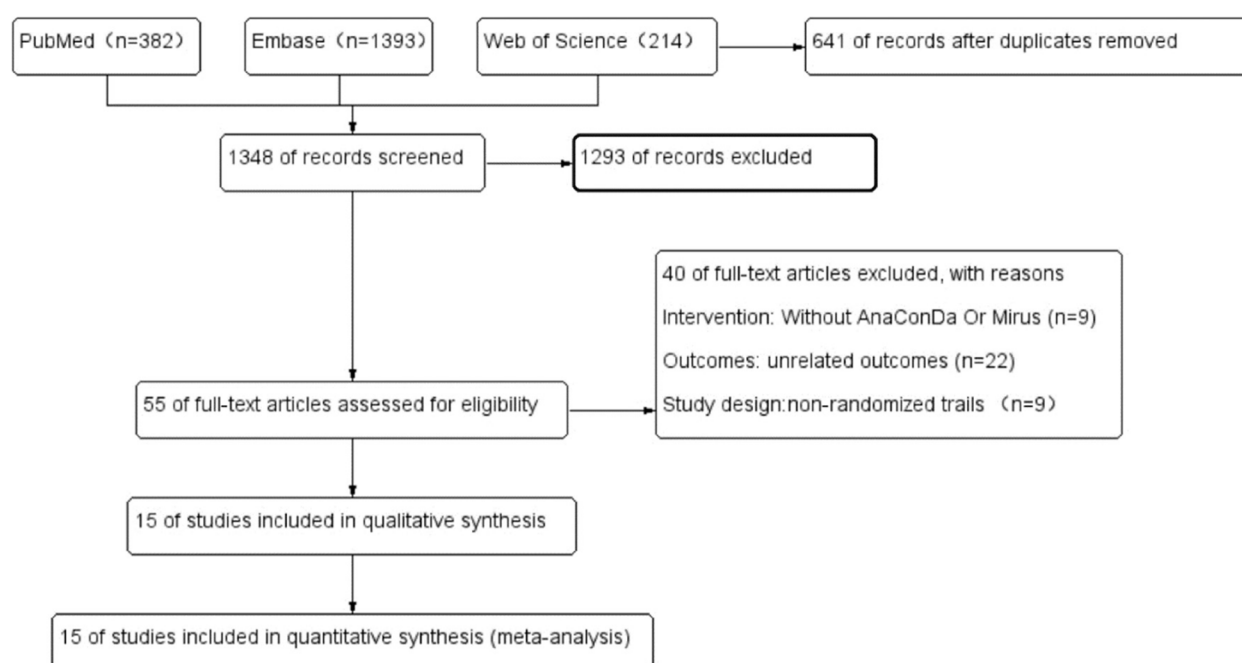 PubMed（n=382）
Embase（n=1393）
Web of Science（214）
641 of records after duplicates removed
1348 of records screened
1293 of records excluded
40 of full-text articles excluded, with reasons
Intervention: Without AnaConDa Or Mirus (n=9)
Outcomes: unrelated outcomes (n=22)
Study design:non-randomized trails （n=9）
55 of full-text articles assessed for eligibility
15 of studies included in qualitative synthesis
15 of studies included in quantitative synthesis (meta-analysis)